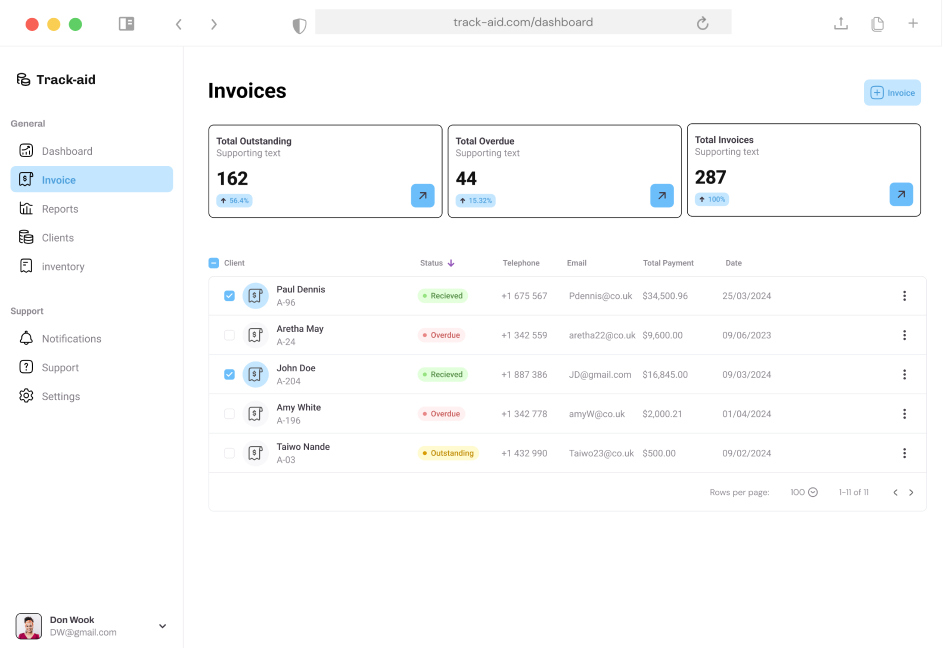 track-aid.com/dashboard
Track-aid
General
Dashboard
Invoice
Reports
Clients
inventory
Support
Notifications
Support
Settings
Don Wook
DW@gmail.com
Invoices
Invoice
Total Outstanding
Supporting text
162
56.4%
Total Overdue
Supporting text
44
15.32%
Total Invoices
Supporting text
287
100%
Client Status Telephone Email Total Payment Date
Paul Dennis
A-96
Recieved +1 675 567 Pdennis@co.uk $34,500.96 25/03/2024
Aretha May
A-24
Overdue +1 342 559 aretha22@co.uk $9,600.00 09/06/2023
John Doe
A-204
Recieved +1 887 386 JD@gmail.com $16,845.00 09/03/2024
Amy White
A-196
Overdue +1 342 778 amyW@co.uk $2,000.21 01/04/2024
Taiwo Nande
A-03
Outstanding +1 432 990 Taiwo23@co.uk $500.00 09/02/2024
Rows per page: 100 1-11 of 11